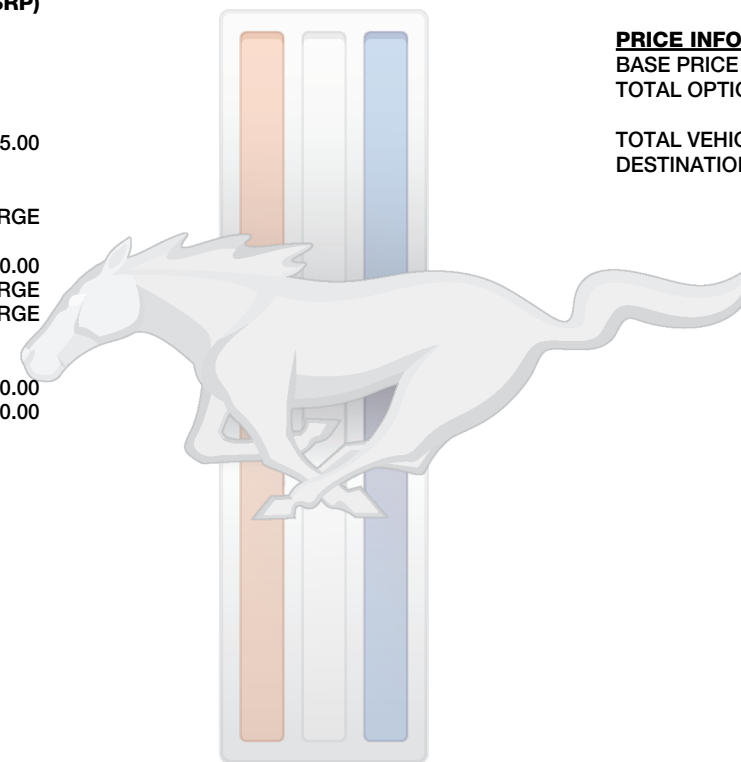 SRP)
5.00
RGE
0.00
RGE
RGE
0.00
0.00
PRICE INFO
BASE PRICE
TOTAL OPTIO
TOTAL VEHIC
DESTINATION